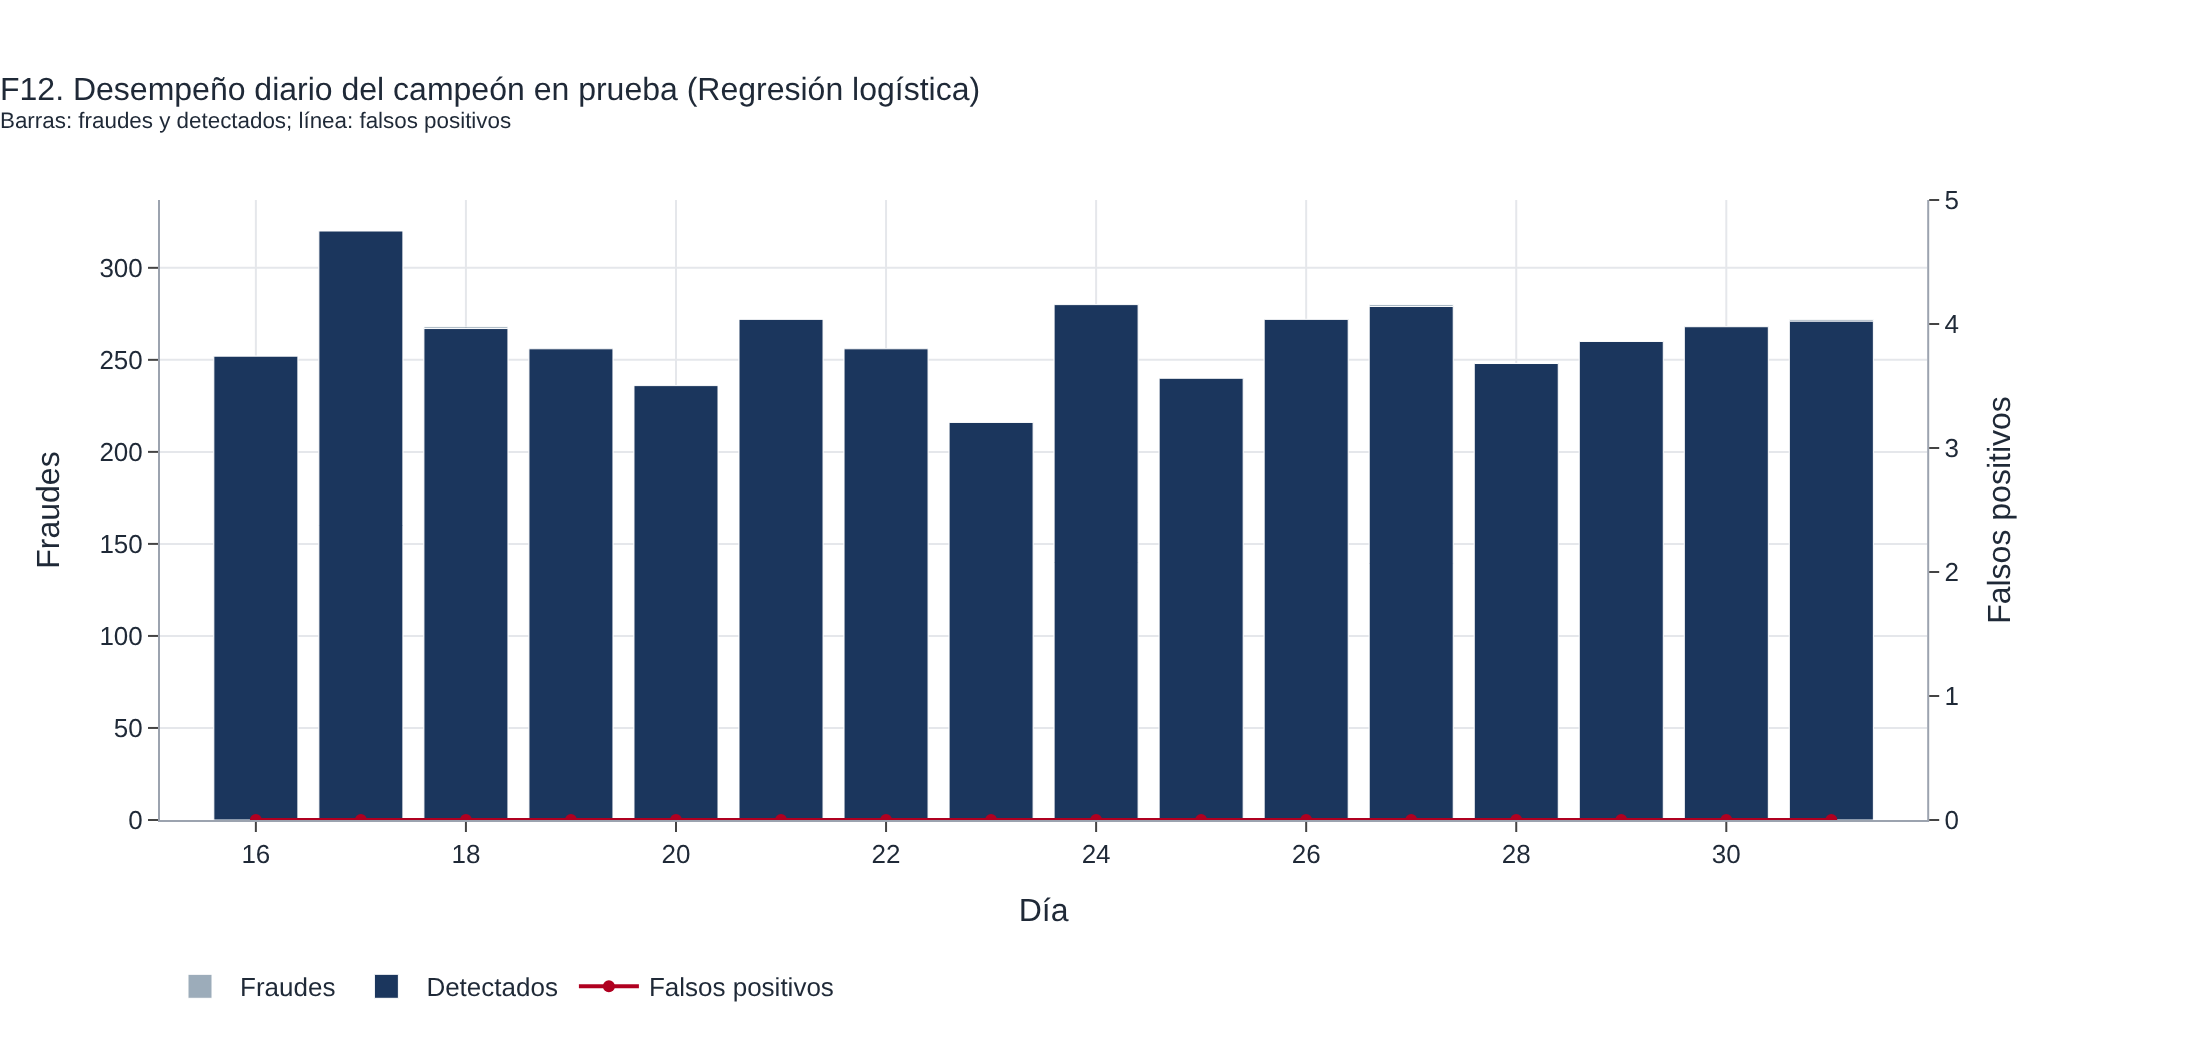 F12. Desempeño diario del campeón en prueba (Regresión logística)
Barras: fraudes y detectados; línea: falsos positivos
Fraudes
300
250
200
150
100
50
0
5
4
3
2
1
0
Falsos positivos
16 18 20 22 24 26 28 30
Día
Fraudes Detectados Falsos positivos